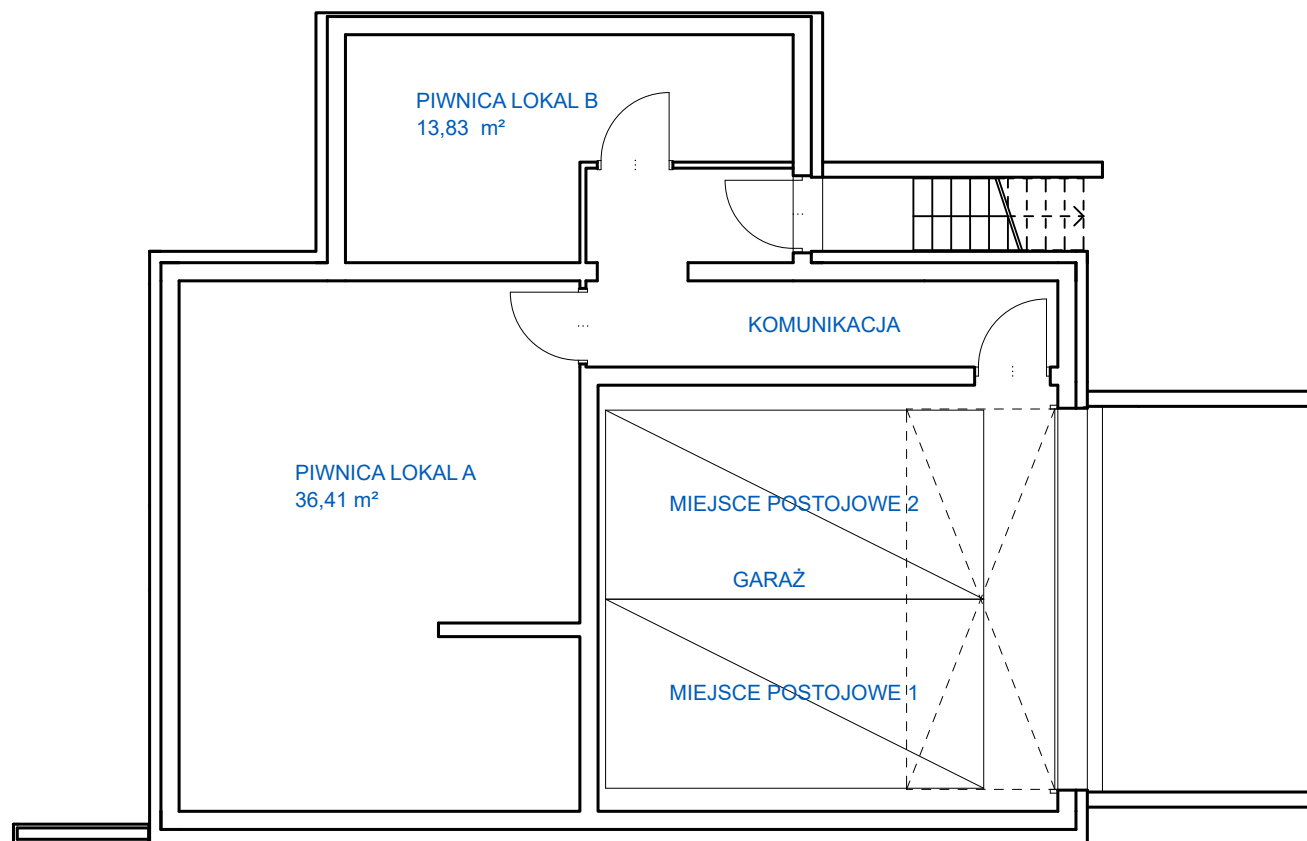 PIWNICA LOKAL B
13,83 m²
KOMUNIKACJA
PIWNICA LOKAL A
36,41 m²
MIEJSCE POSTOJOWE 2
GARAŻ
MIEJSCE POSTOJOWE 1